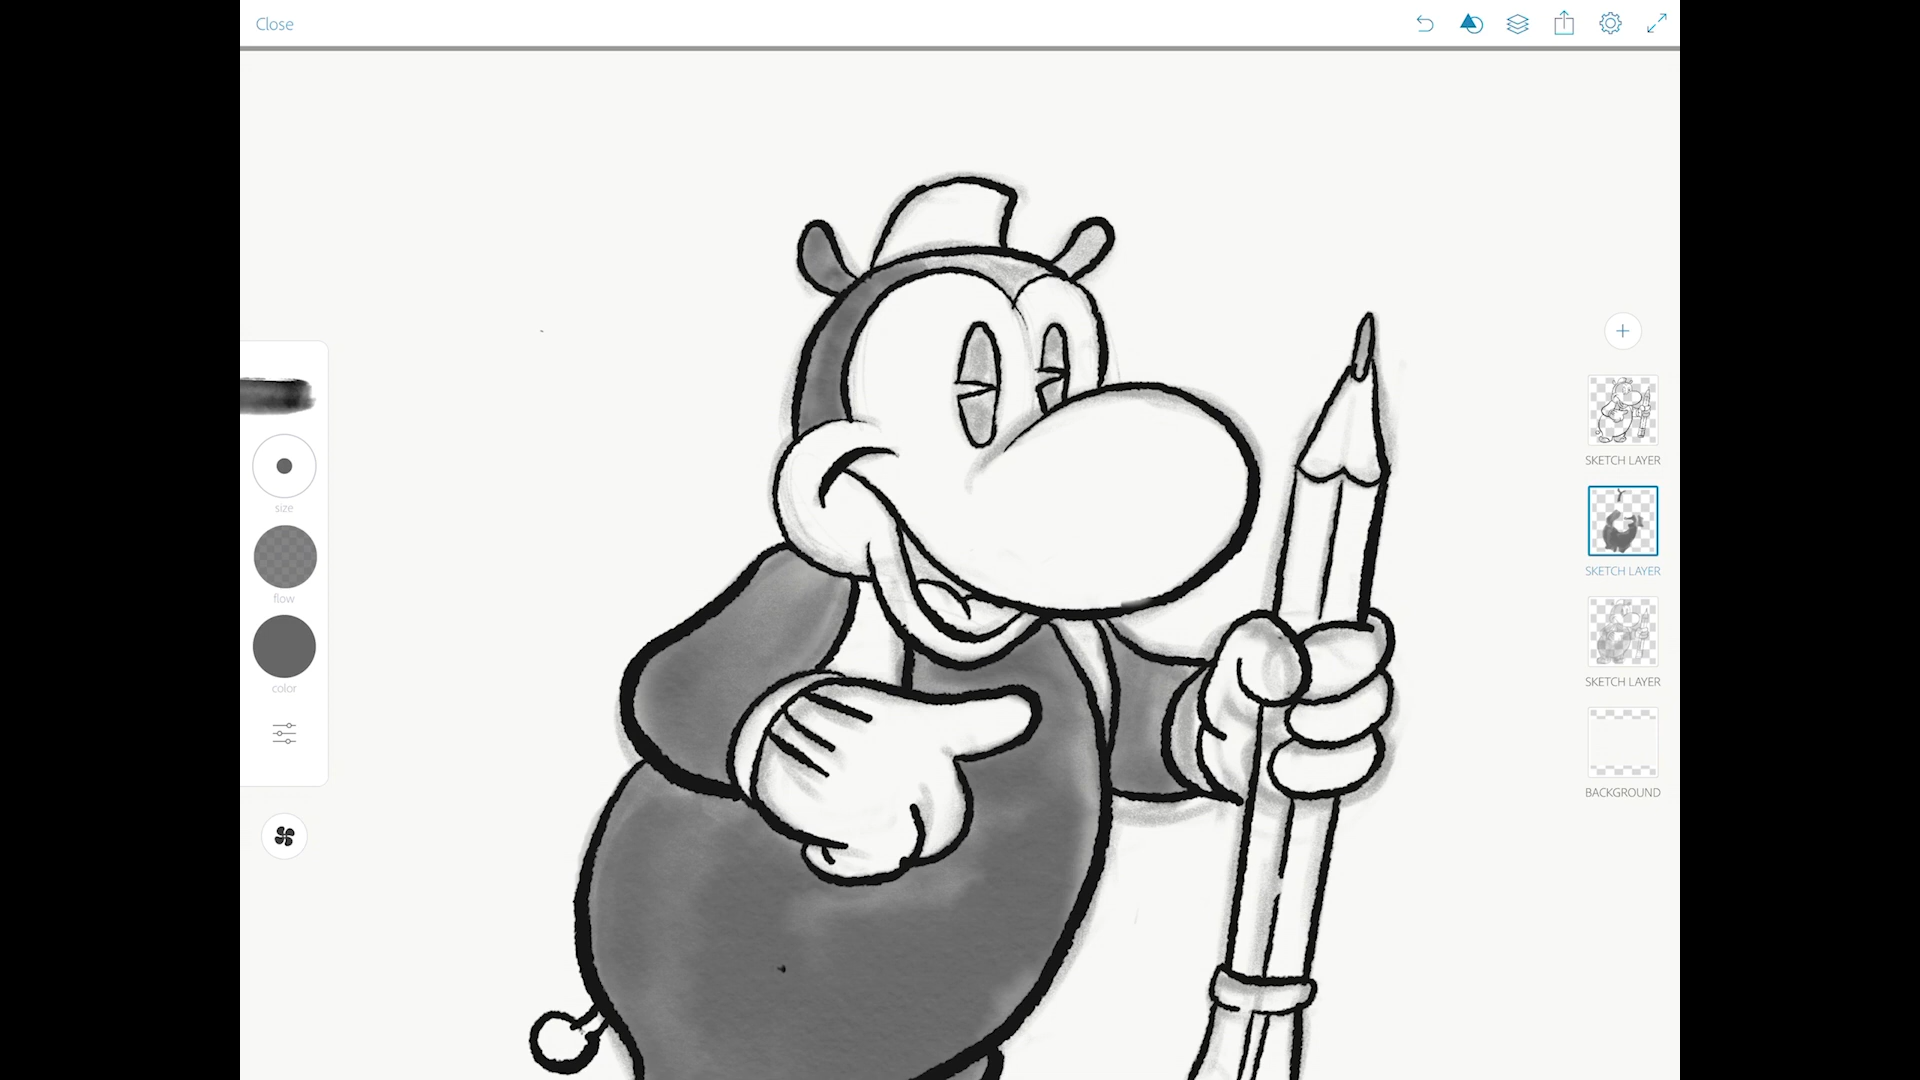 Close
size
flow
color
SKETCH LAYER
SKETCH LAYER
SKETCH LAYER
BACKGROUND